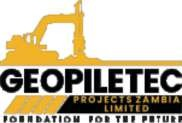 GEOPILETEC
PROJECTS ZAMBIA
LIMITED
FOUNDATION FOR THE FUTURE